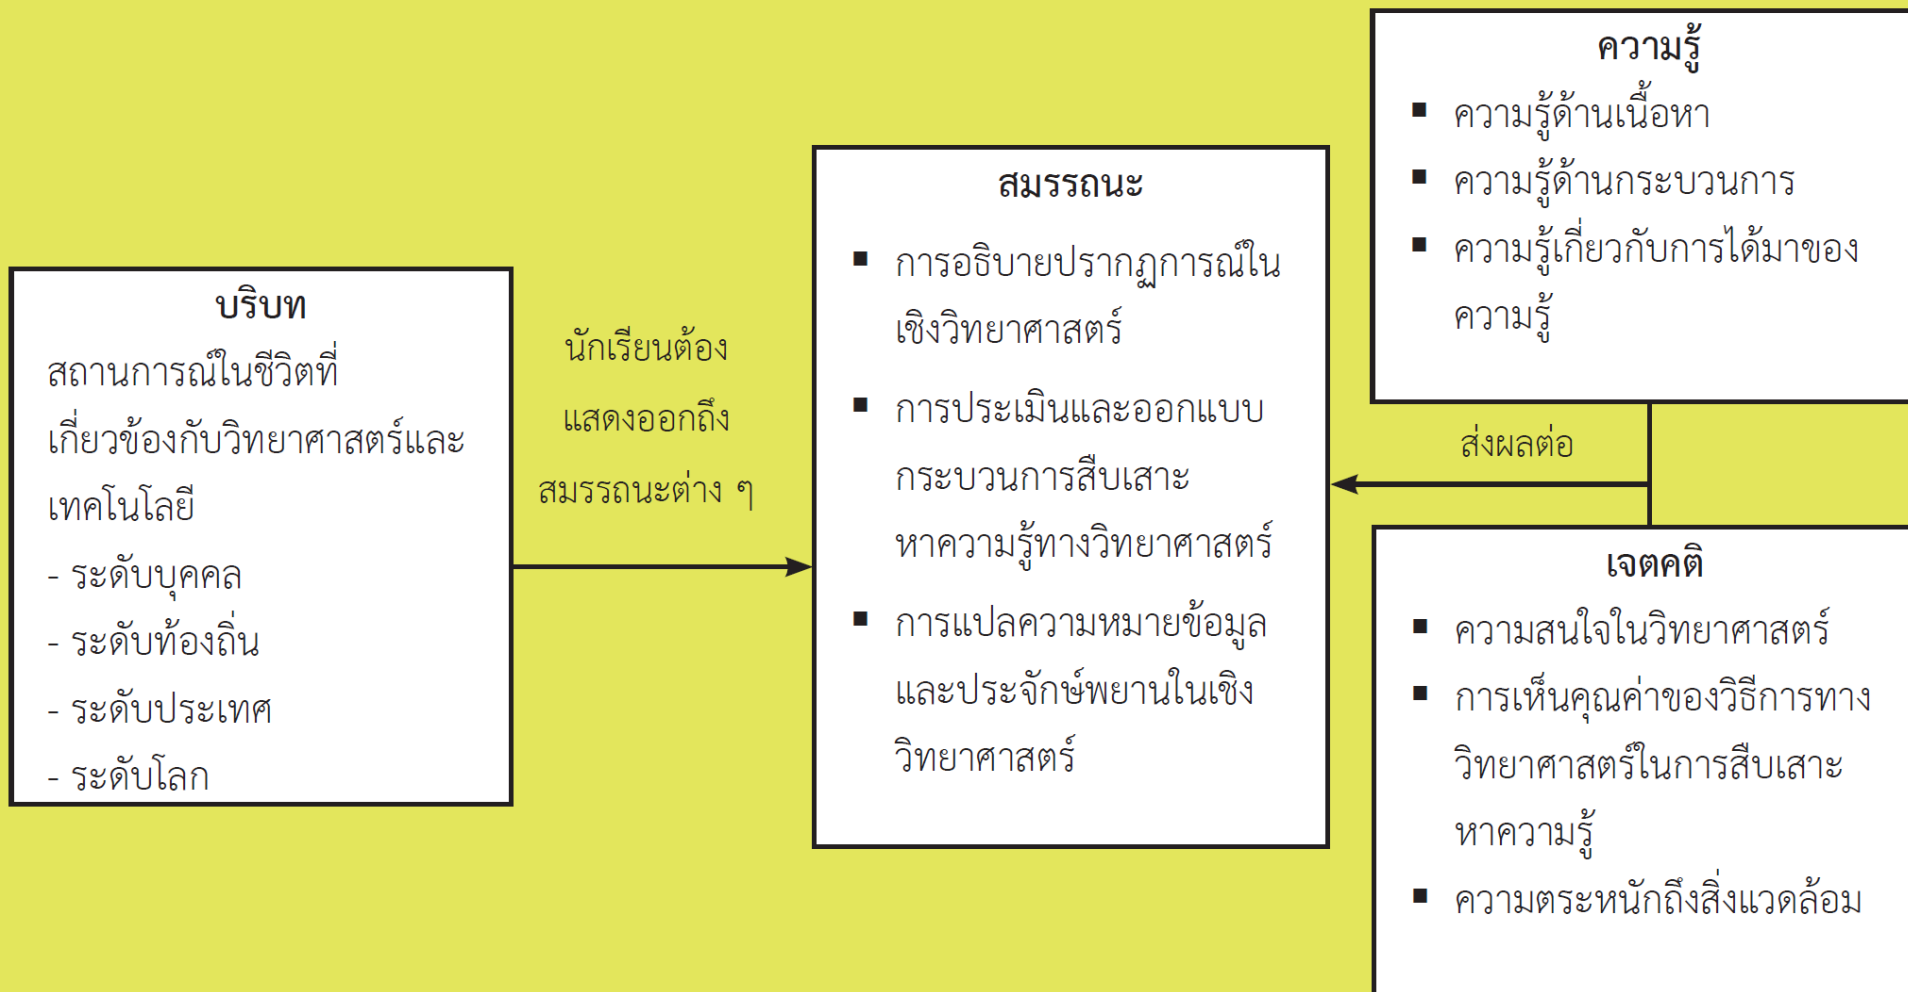 บริบท
สถานการณ์ในชีวิตที่
เกี่ยวข้องกับวิทยาศาสตร์และ
เทคโนโลยี
- ระดับบุคคล
- ระดับท้องถิ่น
- ระดับประเทศ
- ระดับโลก
นักเรียนต้อง
แสดงออกถึง
สมรรถนะต่าง ๆ
สมรรถนะ
▪ การอธิบายปรากฏการณ์ใน
เชิงวิทยาศาสตร์
▪ การประเมินและออกแบบ
กระบวนการสืบเสาะ
หาความรู้ทางวิทยาศาสตร์
▪ การแปลความหมายข้อมูล
และประจักษ์พยานในเชิง
วิทยาศาสตร์
ความรู้
▪ ความรู้ด้านเนื้อหา
▪ ความรู้ด้านกระบวนการ
▪ ความรู้เกี่ยวกับการได้มาของ
ความรู้
ส่งผลต่อ
เจตคติ
▪ ความสนใจในวิทยาศาสตร์
▪ การเห็นคุณค่าของวิธีการทาง
วิทยาศาสตร์ในการสืบเสาะ
หาความรู้
▪ ความตระหนักถึงสิ่งแวดล้อม